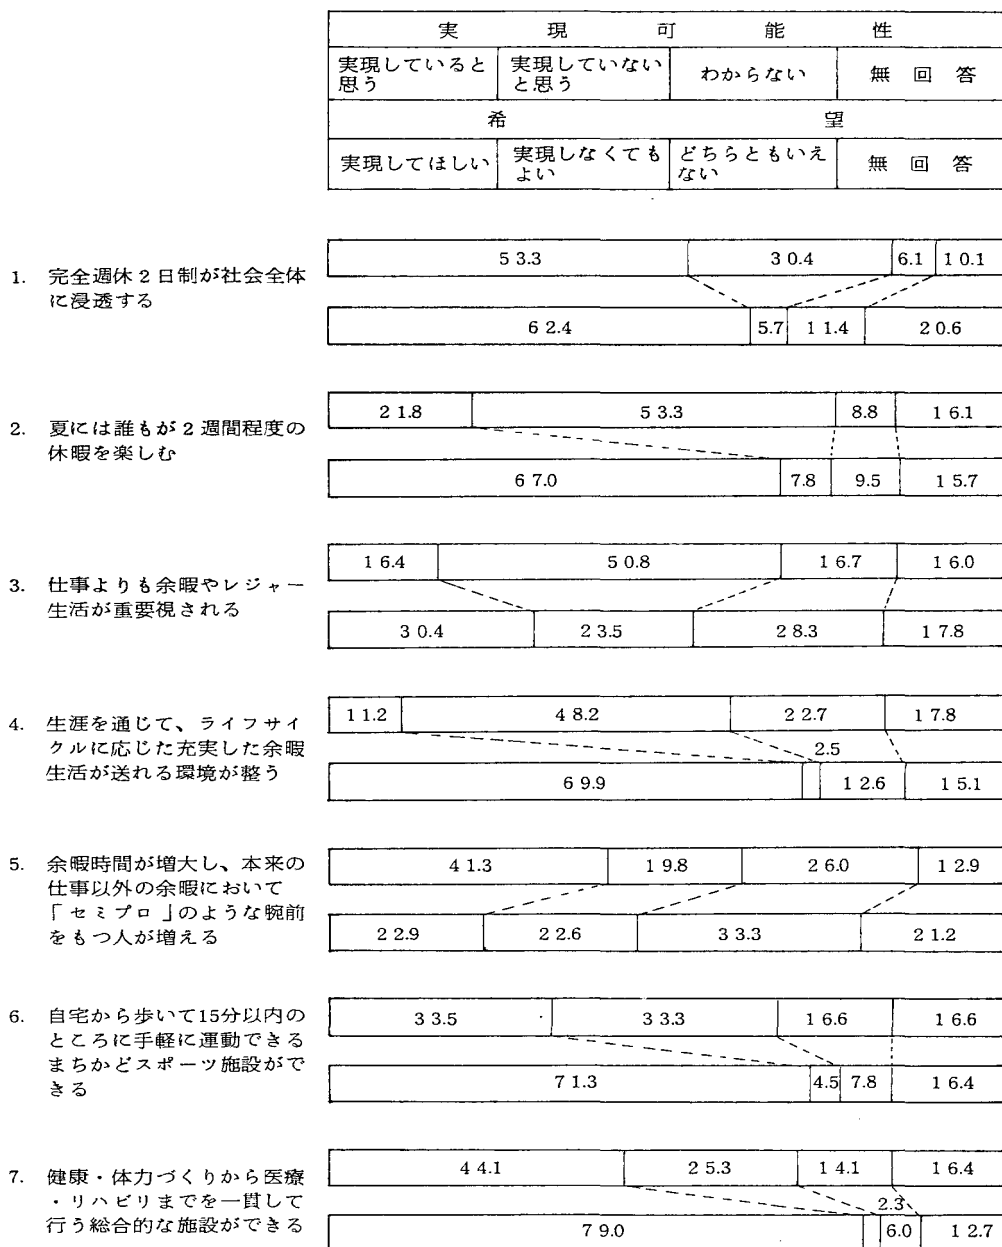 実現可能性
実現していると思う 実現していないと思う わからない 無回答
希望
実現してほしい 実現しなくてもよい どちらともいえない 無回答
53.3 30.4 6.1 10.1
1. 完全週休2日制が社会全体
に浸透する
62.4 5.7 11.4 20.6
21.8 53.3 8.8 16.1
2. 夏には誰もが2週間程度の
休暇を楽しむ
67.0 7.8 9.5 15.7
16.4 50.8 16.7 16.0
3. 仕事よりも余暇やレジャー
生活が重要視される
30.4 23.5 28.3 17.8
11.2 48.2 22.7 17.8
4. 生涯を通じて、ライフサイ
クルに応じた充実した余暇
生活が送れる環境が整う
2.5
69.9 12.6 15.1
41.3 19.8 26.0 12.9
5. 余暇時間が増大し、本来の
仕事以外の余暇において
「セミプロ」のような腕前
をもつ人が増える
22.9 22.6 33.3 21.2
33.5 33.3 16.6 16.6
6. 自宅から歩いて15分以内の
ところに手軽に運動できる
まちかどスポーツ施設がで
きる
71.3 4.5 7.8 16.4
44.1 25.3 14.1 16.4
7. 健康・体力づくりから医療
・リハビリまでを一貫して
行う総合的な施設ができる
2.3
79.0 6.0 12.7